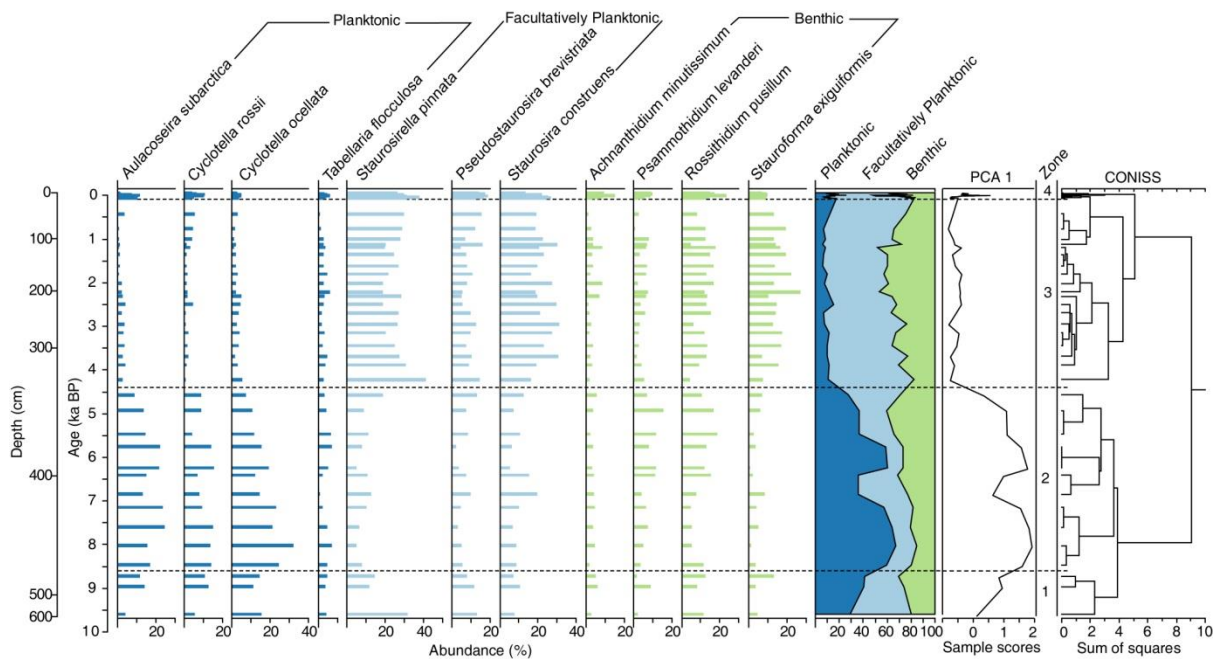 Planktonic
Facultatively Planktonic
Benthic
Aulacoseira subarctica
Cyclotella rossii
Cyclotella ocellata
Tabellaria flocculosa
Staurosirella pinnata
Pseudostaurosira brevistriata
Staurosira construens
Achnanthidium minutissimum
Psammothidium levanderi
Rossithidium pusillum
Stauroforma exiguiformis
Planktonic
Facultatively Planktonic
Benthic
PCA 1
Zone
CONISS
Depth (cm)
0
100
200
300
400
500
600
Age (ka BP)
0
1
2
3
4
5
6
7
8
9
10
4
3
2
1
20
20
20
20
20 40
20
20
20
20
20
20
20 40 60 80 100
0 1 2
0 2 4 6 8 10
Abundance (%)
Sample scores
Sum of squares